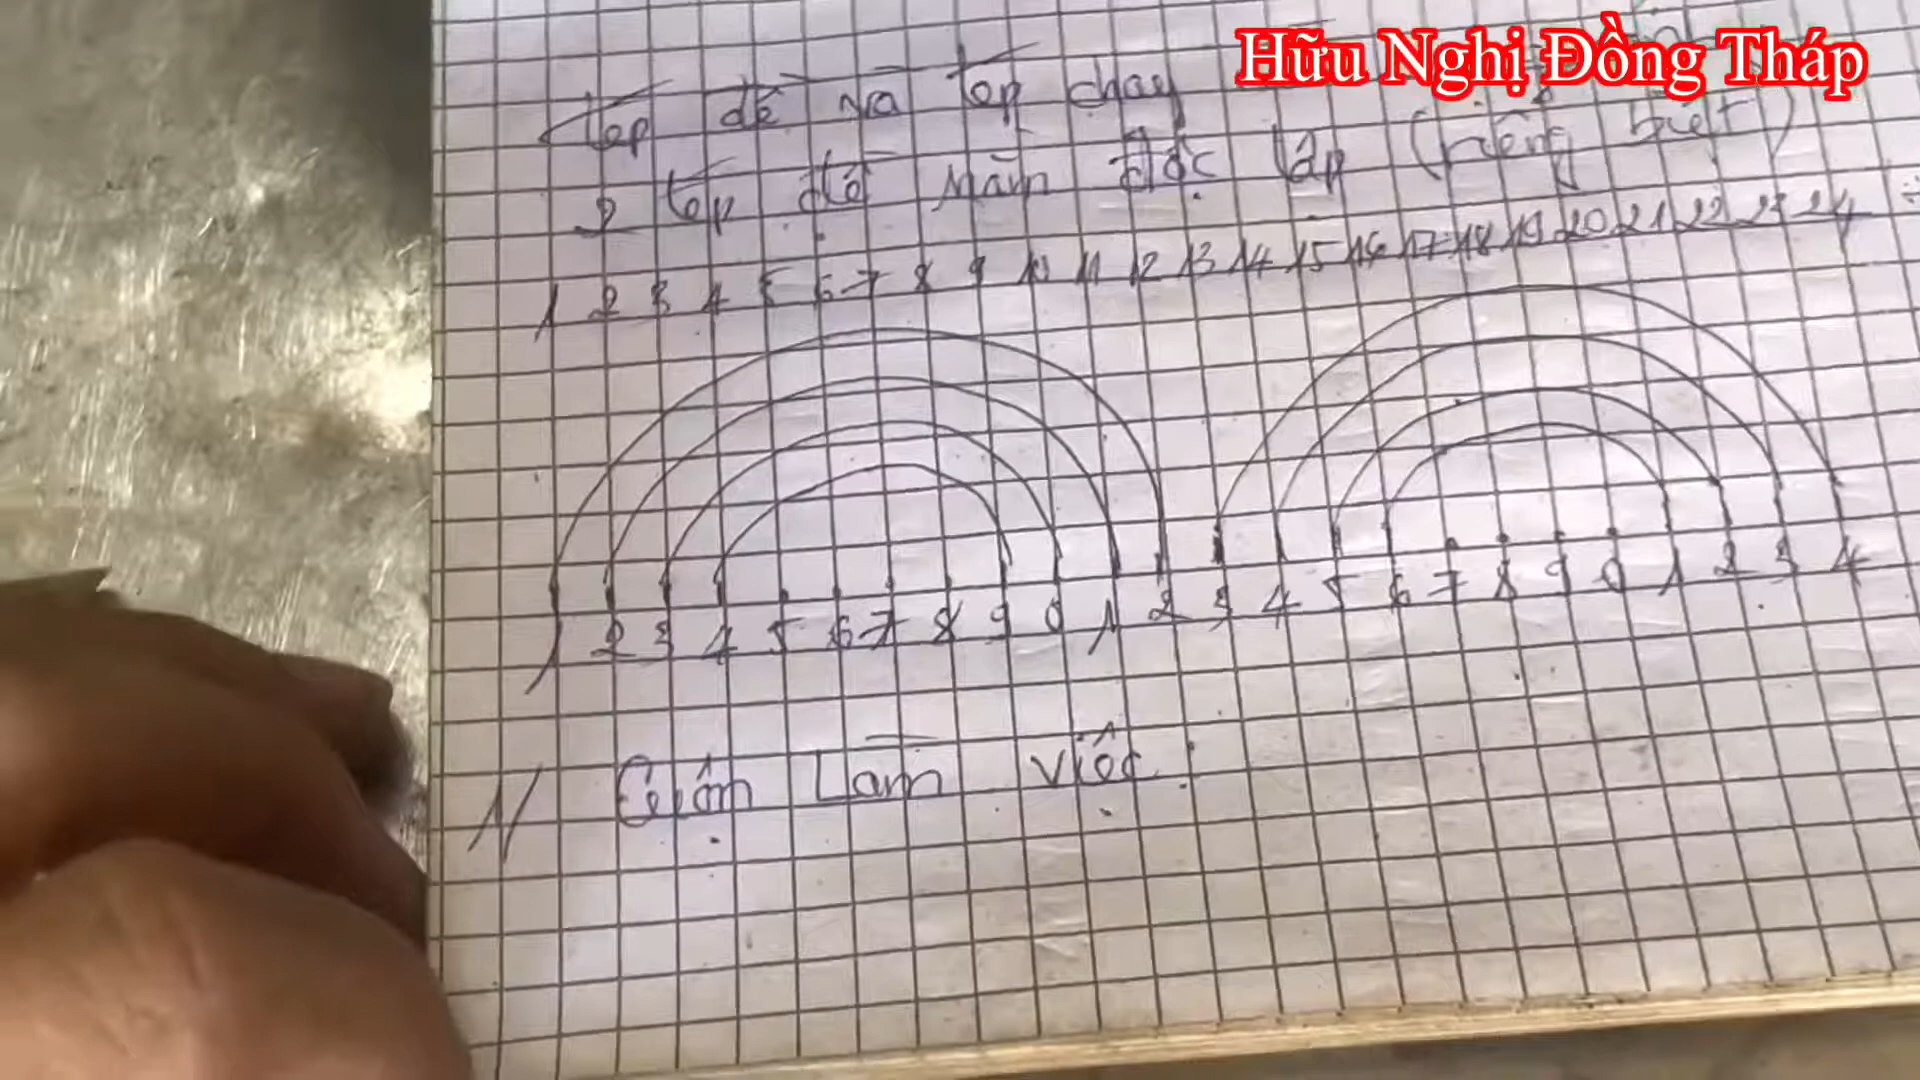 Hữu Nghị Đồng Tháp
tép đề và tép chạy
2 tép đề nằm độc lập (riêng biệt)
1 2 3 4 5 6 7 8 9 10 11 12 13 14 15 16 17 18 19 20 21 22 23 24
1 2 3 4 5 6 7 8 9 0 1 2 3 4 5 6 7 8 9 0 1 2 3 4
1/ Cuộn Làm việc: